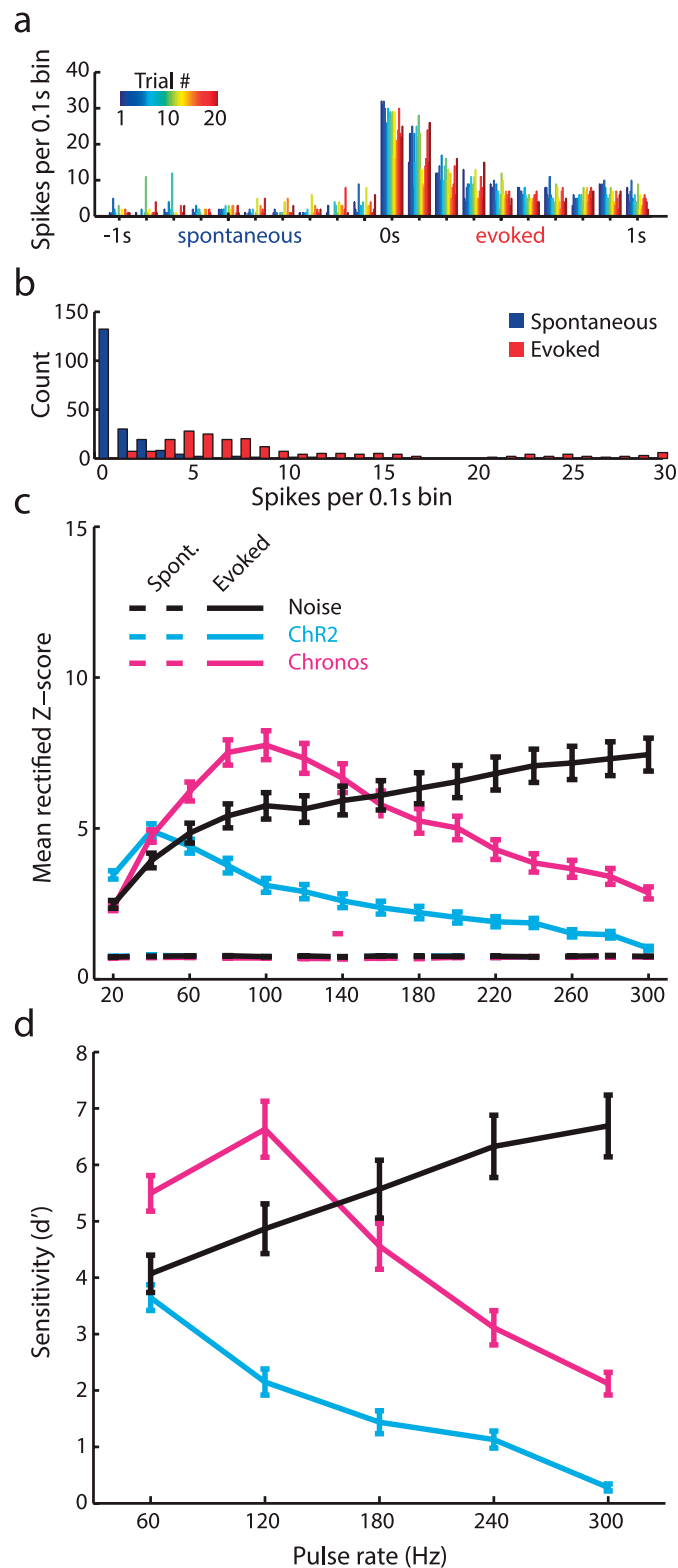 a
Spikes per 0.1s bin
40
30
20
10
0
Trial #
1 10 20
-1s spontaneous 0s evoked 1s
b
Count
150
100
50
0
Spontaneous
Evoked
0 5 10 15 20 25 30
Spikes per 0.1s bin
c
Mean rectified Z−score
15
10
5
0
Spont. Evoked
Noise
ChR2
Chronos
20 60 100 140 180 220 260 300
d
Sensitivity (d’)
8
7
6
5
4
3
2
1
0
60 120 180 240 300
Pulse rate (Hz)